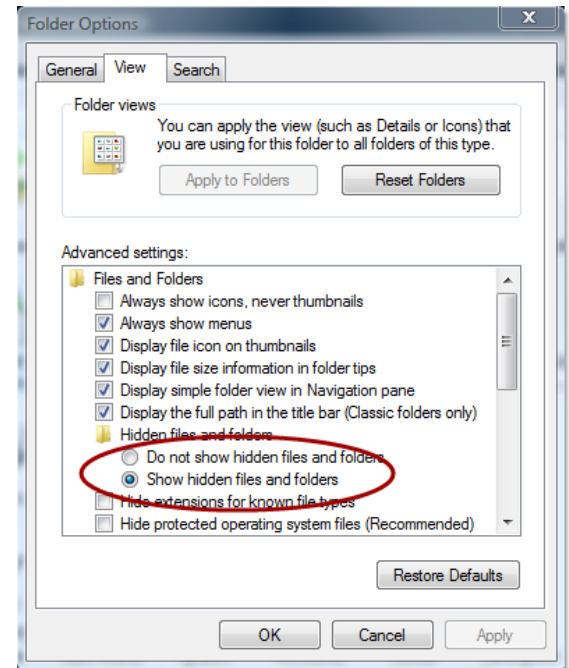 Folder Options
General View Search
Folder views
You can apply the view (such as Details or Icons) that
you are using for this folder to all folders of this type.
Apply to Folders Reset Folders
Advanced settings:
Files and Folders
Always show icons, never thumbnails
Always show menus
Display file icon on thumbnails
Display file size information in folder tips
Display simple folder view in Navigation pane
Display the full path in the title bar (Classic folders only)
Hidden files and folders
Do not show hidden files and folders
Show hidden files and folders
Hide extensions for known file types
Hide protected operating system files (Recommended)
Restore Defaults
OK Cancel Apply